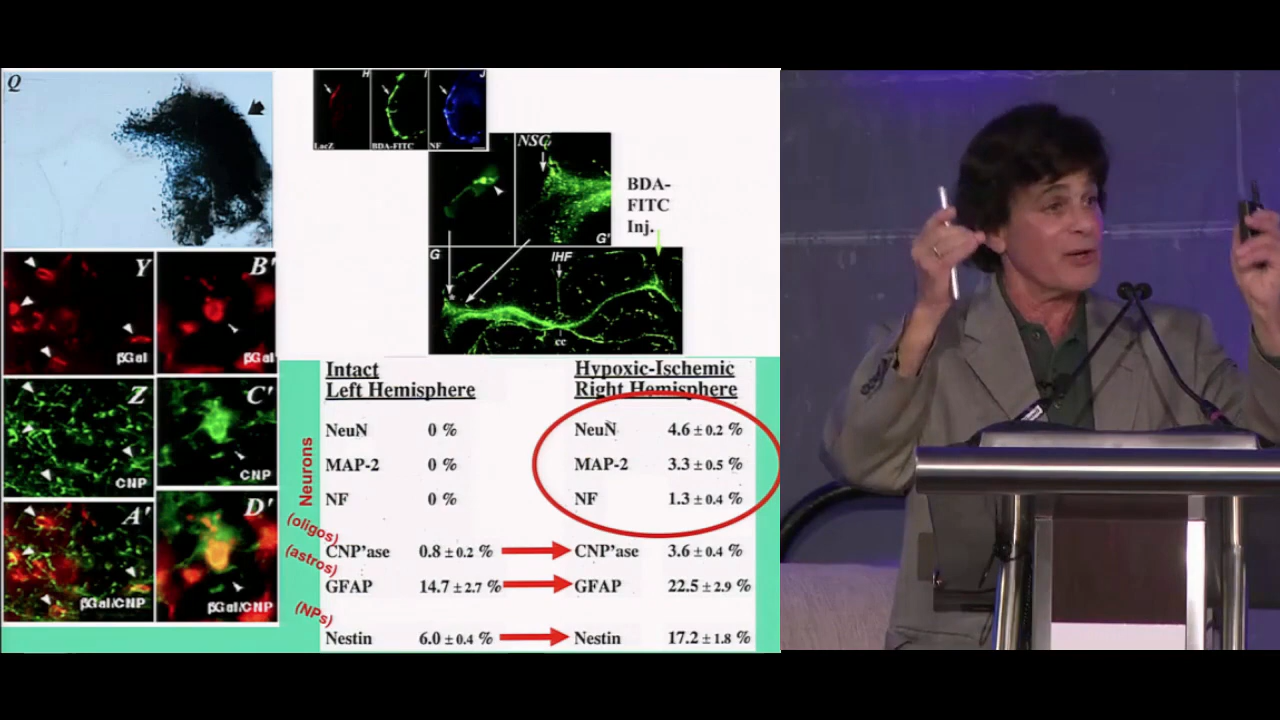 Q
H
I
J
LacZ
BDA-FITC
NF
NSC
G'
BDA-
FITC
Inj.
G
IHF
cc
Y
βGal
B'
βGal
Z
CNP
C'
CNP
A'
βGal/CNP
D'
βGal/CNP
Intact
Left Hemisphere
Hypoxic-Ischemic
Right Hemisphere
Neurons
NeuN 0 %
NeuN 4.6 ± 0.2 %
MAP-2 0 %
MAP-2 3.3 ± 0.5 %
NF 0 %
NF 1.3 ± 0.4 %
(oligos)
CNP'ase 0.8 ± 0.2 %
CNP'ase 3.6 ± 0.4 %
(astros)
GFAP 14.7 ± 2.7 %
GFAP 22.5 ± 2.9 %
(NPs)
Nestin 6.0 ± 0.4 %
Nestin 17.2 ± 1.8 %